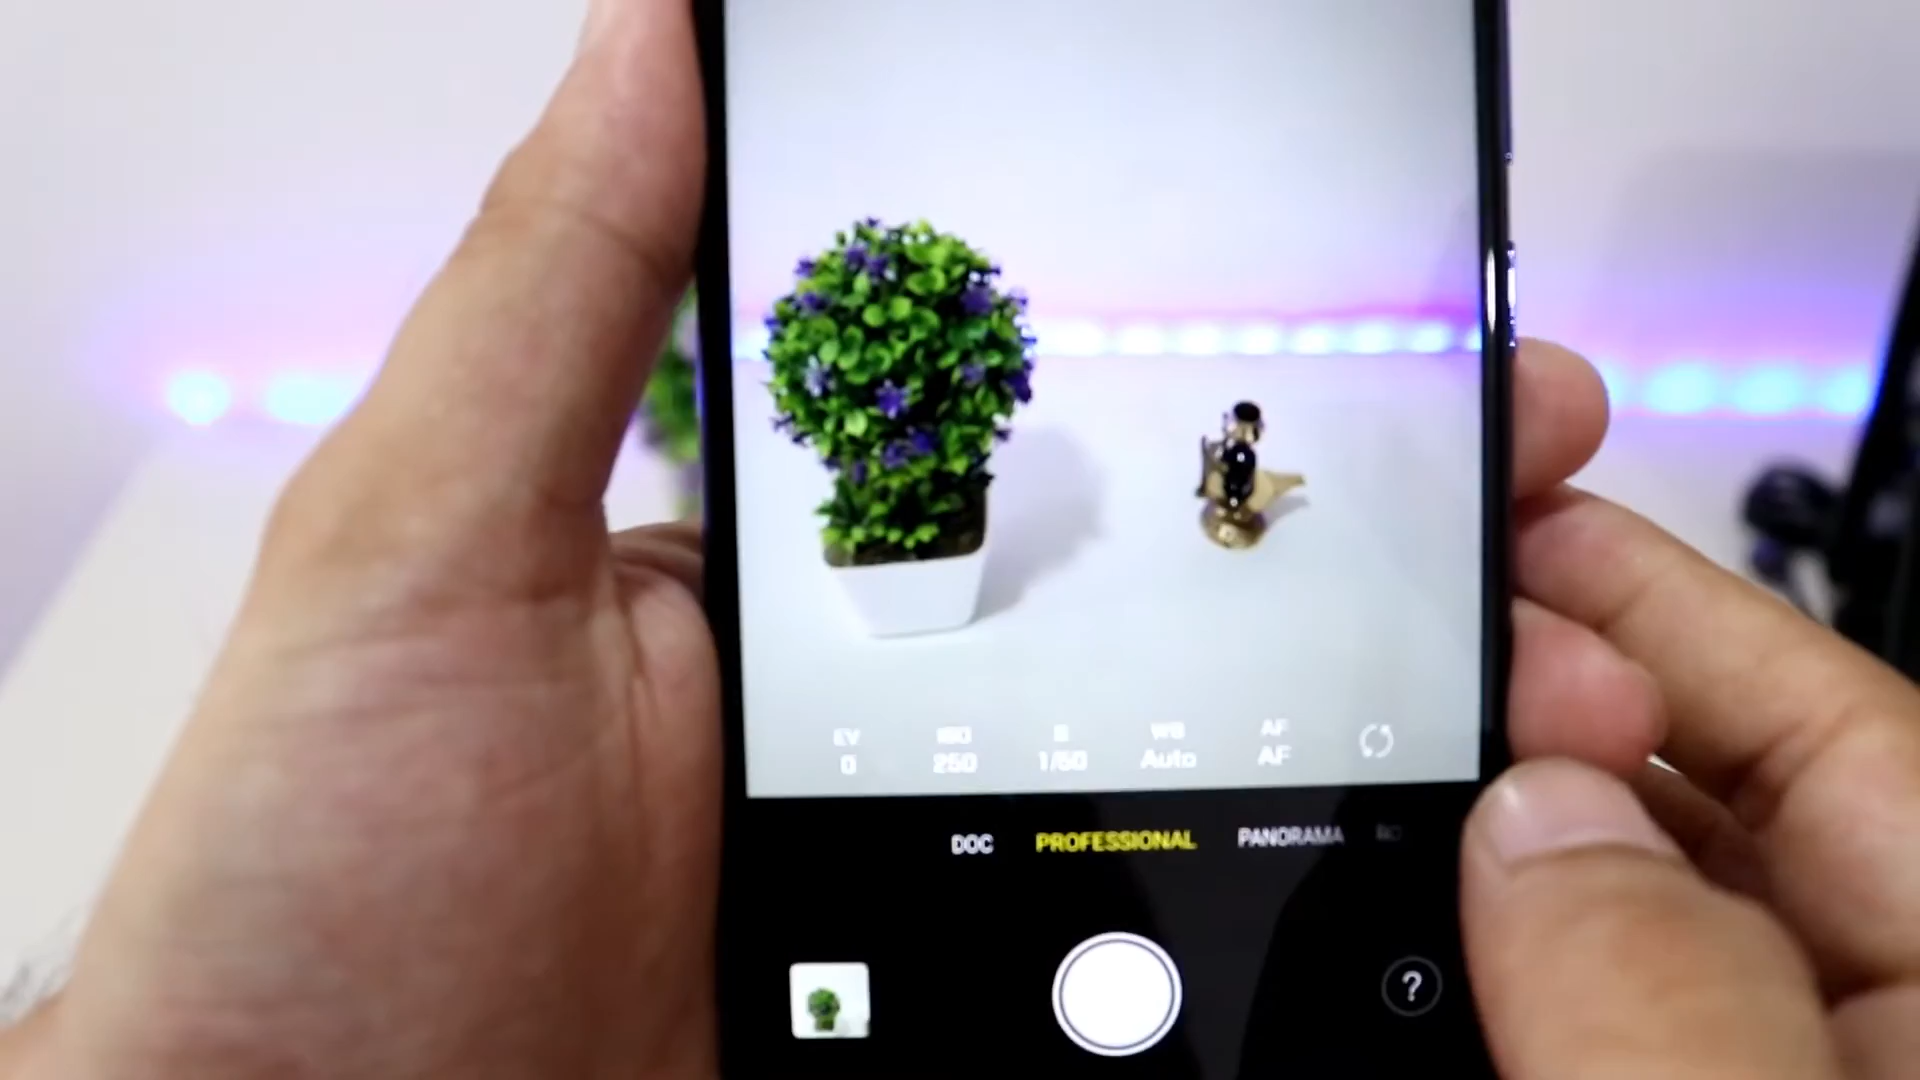 EV ISO S WB AF
0 250 1/50 Auto AF
DOC PROFESSIONAL PANORAMA
?